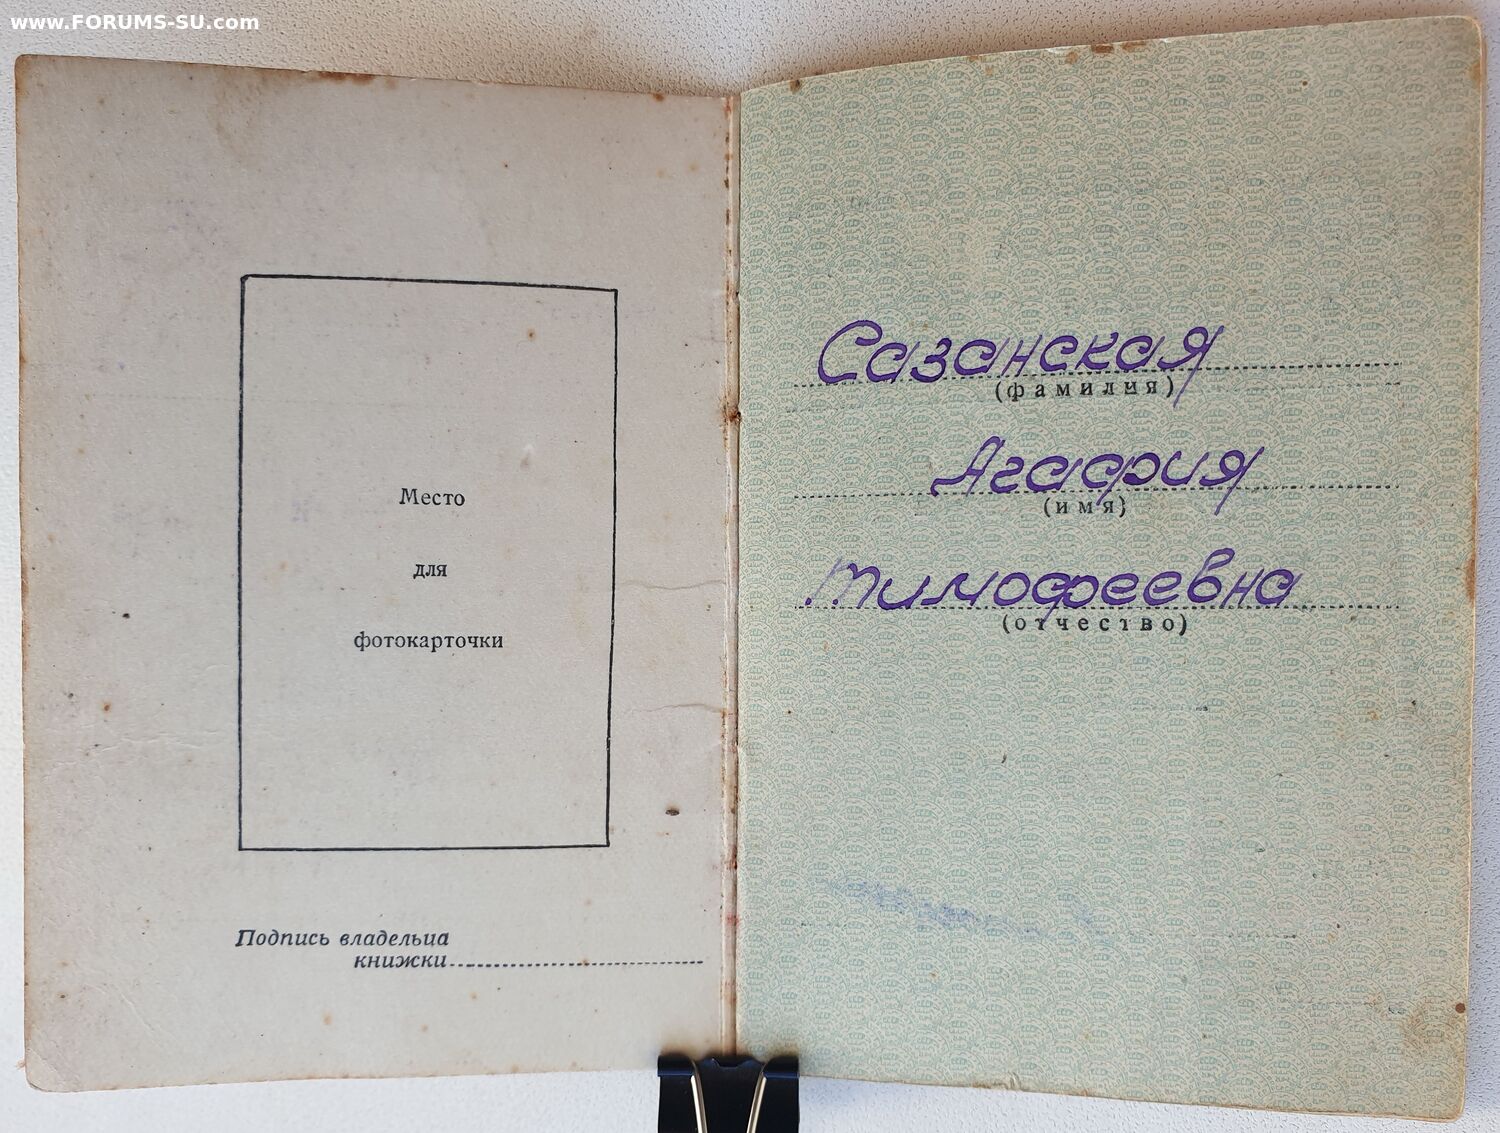 www.FORUMS-SU.com
Место
для
фотокарточки
Подпись владельца
книжки
Сазанская
(фамилия)
Агафия
(имя)
Тимофеевна
(отчество)